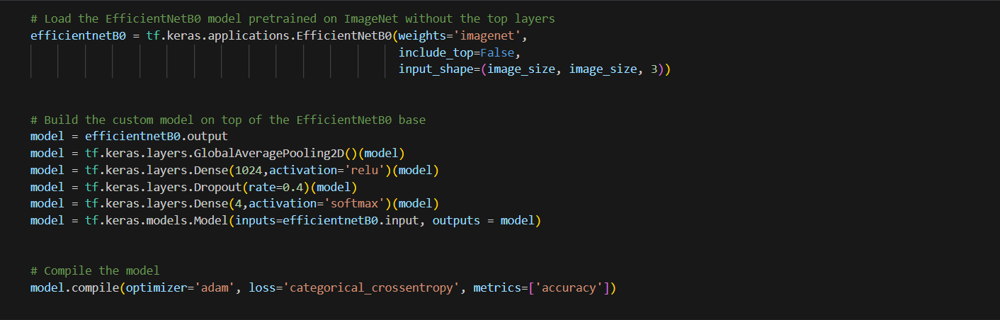 # Load the EfficientNetB0 model pretrained on ImageNet without the top layers
efficientnetB0 = tf.keras.applications.EfficientNetB0(weights='imagenet',
include_top=False,
input_shape=(image_size, image_size, 3))
# Build the custom model on top of the EfficientNetB0 base
model = efficientnetB0.output
model = tf.keras.layers.GlobalAveragePooling2D()(model)
model = tf.keras.layers.Dense(1024,activation='relu')(model)
model = tf.keras.layers.Dropout(rate=0.4)(model)
model = tf.keras.layers.Dense(4,activation='softmax')(model)
model = tf.keras.models.Model(inputs=efficientnetB0.input, outputs = model)
# Compile the model
model.compile(optimizer='adam', loss='categorical_crossentropy', metrics=['accuracy'])